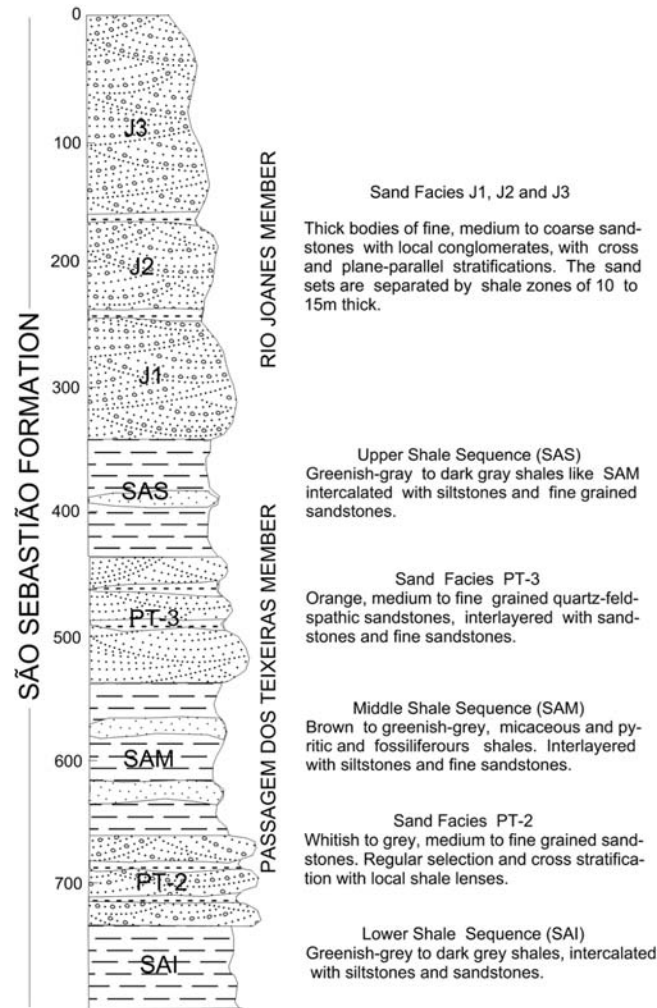 0
100
200
300
400
500
600
700
SÃO SEBASTIÃO FORMATION
J3
J2
J1
SAS
PT-3
SAM
PT-2
SAI
RIO JOANES MEMBER
PASSAGEM DOS TEIXEIRAS MEMBER
Sand Facies J1, J2 and J3
Thick bodies of fine, medium to coarse sand-
stones with local conglomerates, with cross
and plane-parallel stratifications. The sand
sets are separated by shale zones of 10 to
15m thick.
Upper Shale Sequence (SAS)
Greenish-gray to dark gray shales like SAM
intercalated with siltstones and fine grained
sandstones.
Sand Facies PT-3
Orange, medium to fine grained quartz-feld-
spathic sandstones, interlayered with sand-
stones and fine sandstones.
Middle Shale Sequence (SAM)
Brown to greenish-grey, micaceous and py-
ritic and fossiliferours shales. Interlayered
with siltstones and fine sandstones.
Sand Facies PT-2
Whitish to grey, medium to fine grained sand-
stones. Regular selection and cross stratifica-
tion with local shale lenses.
Lower Shale Sequence (SAI)
Greenish-grey to dark grey shales, intercalated
with siltstones and sandstones.